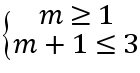 m ≥ 1
m + 1 ≤ 3